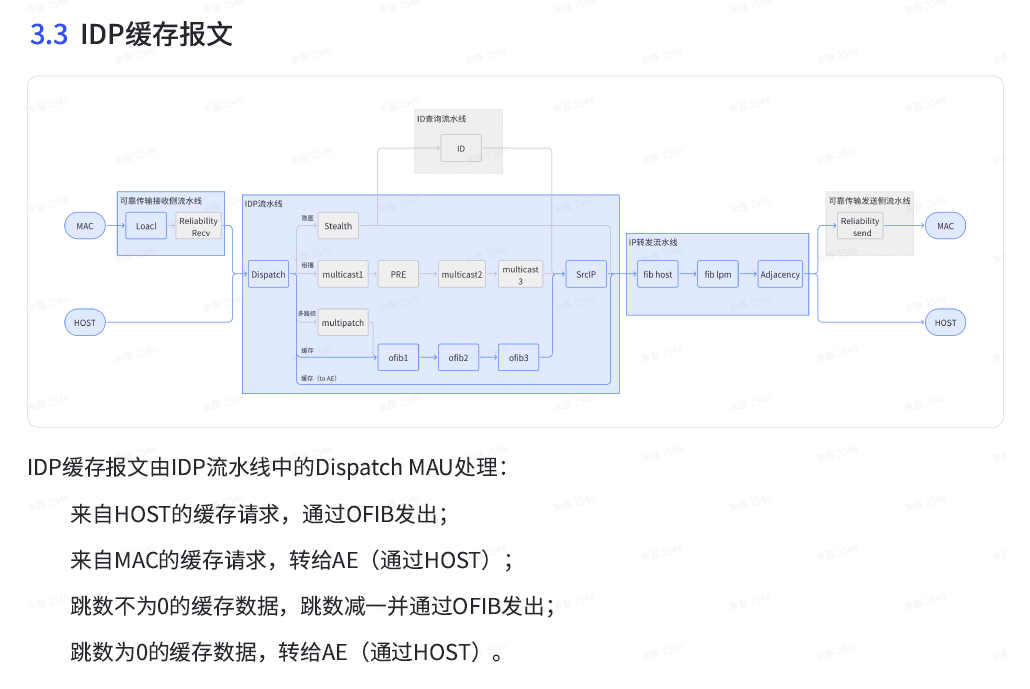 3.3 IDP缓存报文
ID查询流水线
ID
可靠传输接收侧流水线
MAC
Loacl
Reliability
Recv
HOST
IDP流水线
Dispatch
隐匿
Stealth
组播
multicast1
PRE
multicast2
multicast
3
多路径
multipatch
缓存
ofib1
ofib2
ofib3
缓存（to AE）
SrcIP
IP转发流水线
fib host
fib lpm
Adjacency
可靠传输发送侧流水线
Reliability
send
MAC
HOST
IDP缓存报文由IDP流水线中的Dispatch MAU处理：
来自HOST的缓存请求，通过OFIB发出；
来自MAC的缓存请求，转给AE（通过HOST）；
跳数不为0的缓存数据，跳数减一并通过OFIB发出；
跳数为0的缓存数据，转给AE（通过HOST）。